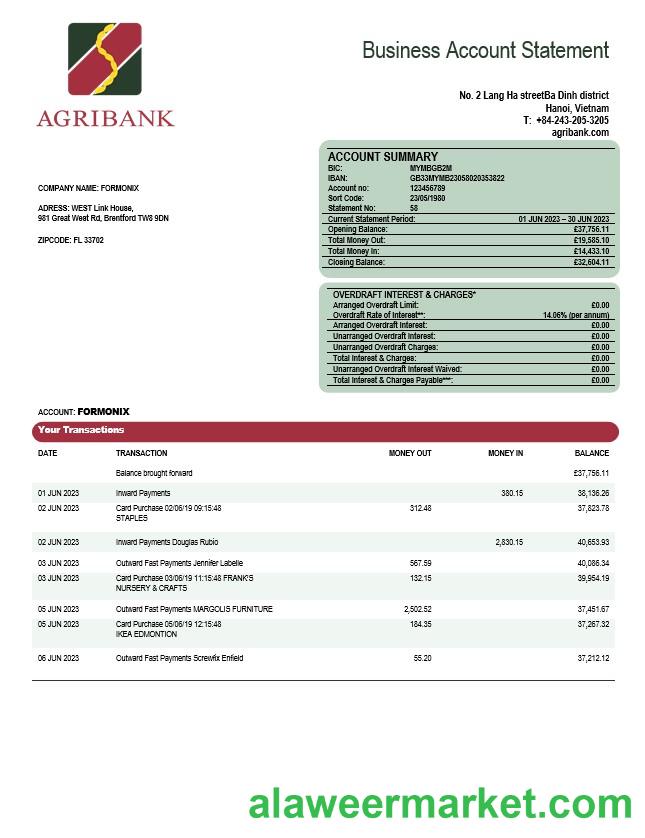 AGRIBANK
Business Account Statement
No. 2 Lang Ha streetBa Dinh district
Hanoi, Vietnam
T: +84-243-205-3205
agribank.com
COMPANY NAME: FORMONIX
ADRESS: WEST Link House,
981 Great West Rd, Brentford TW8 9DN
ZIPCODE: FL 33702
ACCOUNT SUMMARY
BIC: MYMBGB2M
IBAN: GB33MYMB23058020353822
Account no: 123456789
Sort Code: 23/05/1980
Statement No: 58
Current Statement Period: 01 JUN 2023 – 30 JUN 2023
Opening Balance: £37,756.11
Total Money Out: £19,585.10
Total Money In: £14,433.10
Closing Balance: £32,604.11
OVERDRAFT INTEREST & CHARGES*
Arranged Overdraft Limit: £0.00
Overdraft Rate of Interest**: 14.06% (per annum)
Arranged Overdraft Interest: £0.00
Unarranged Overdraft Interest: £0.00
Unarranged Overdraft Charges: £0.00
Total Interest & Charges: £0.00
Unarranged Overdraft Interest Waived: £0.00
Total Interest & Charges Payable***: £0.00
ACCOUNT: FORMONIX
Your Transactions
DATE TRANSACTION MONEY OUT MONEY IN BALANCE
Balance brought forward £37,756.11
01 JUN 2023 Inward Payments 380.15 38,136.26
02 JUN 2023 Card Purchase 02/06/19 09:15:48 312.48 37,823.78
STAPLES
02 JUN 2023 Inward Payments Douglas Rubio 2,830.15 40,653.93
03 JUN 2023 Outward Fast Payments Jennifer Labelle 567.59 40,086.34
03 JUN 2023 Card Purchase 03/06/19 11:15:48 FRANK'S 132.15 39,954.19
NURSERY & CRAFTS
05 JUN 2023 Outward Fast Payments MARGOLIS FURNITURE 2,502.52 37,451.67
05 JUN 2023 Card Purchase 05/06/19 12:15:48 184.35 37,267.32
IKEA EDMONTION
06 JUN 2023 Outward Fast Payments Screwfix Enfield 55.20 37,212.12
alaweermarket.com